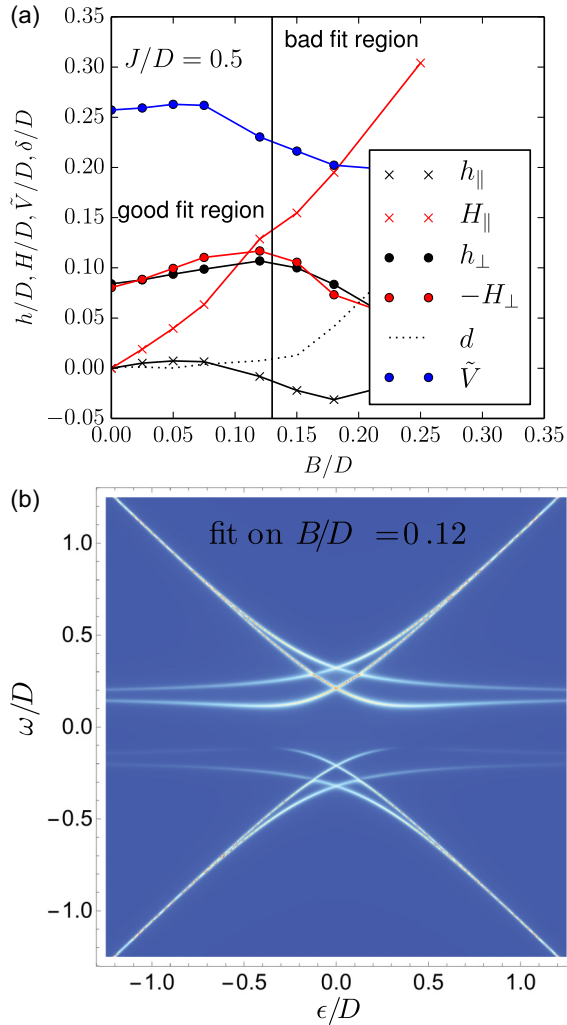 (a)
bad fit region
J/D = 0.5
good fit region
h/D, H/D, Ṽ/D, δ/D
0.35
0.30
0.25
0.20
0.15
0.10
0.05
0.00
−0.05
h∥
H∥
h⊥
−H⊥
d
Ṽ
0.00 0.05 0.10 0.15 0.20 0.25 0.30 0.35
B/D
(b)
fit on B/D = 0.12
ω/D
1.0
0.5
0.0
-0.5
-1.0
-1.0 -0.5 0.0 0.5 1.0
ϵ/D